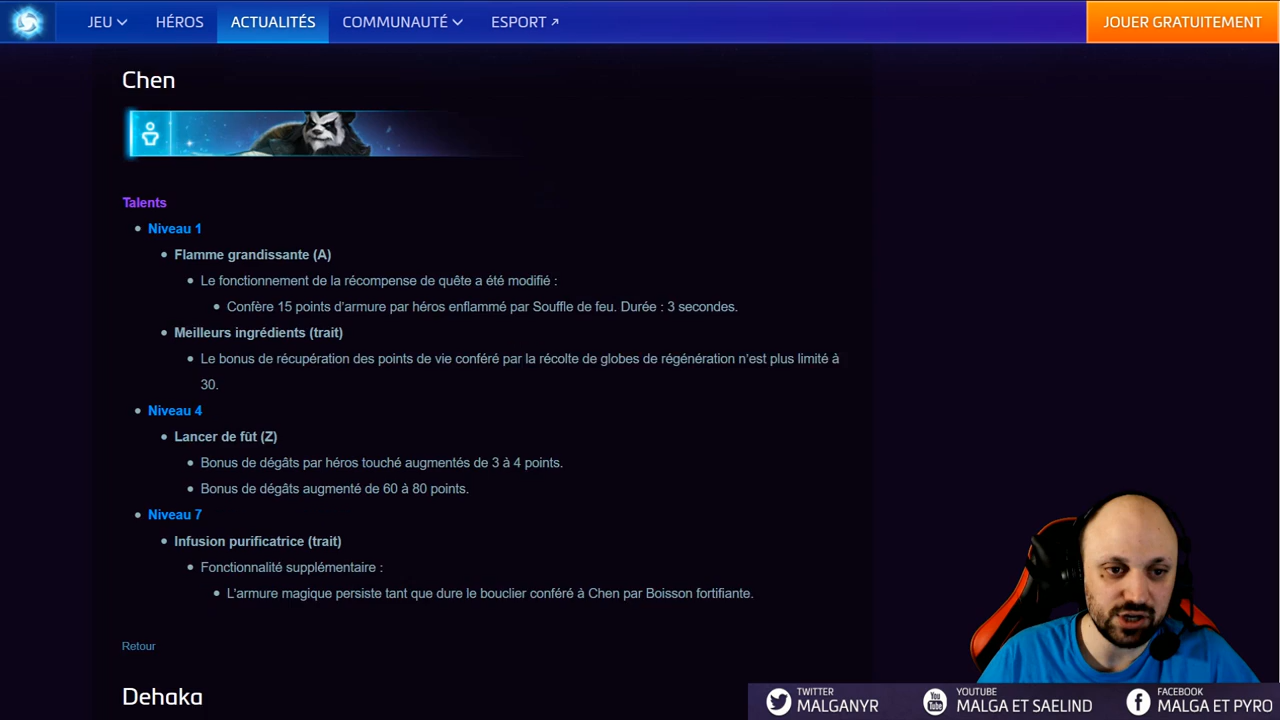 JEU HÉROS ACTUALITÉS COMMUNAUTÉ ESPORT JOUER GRATUITEMENT
Chen
Talents
Niveau 1
Flamme grandissante (A)
Le fonctionnement de la récompense de quête a été modifié :
Confère 15 points d'armure par héros enflammé par Souffle de feu. Durée : 3 secondes.
Meilleurs ingrédients (trait)
Le bonus de récupération des points de vie conféré par la récolte de globes de régénération n'est plus limité à
30.
Niveau 4
Lancer de fût (Z)
Bonus de dégâts par héros touché augmentés de 3 à 4 points.
Bonus de dégâts augmenté de 60 à 80 points.
Niveau 7
Infusion purificatrice (trait)
Fonctionnalité supplémentaire :
L'armure magique persiste tant que dure le bouclier conféré à Chen par Boisson fortifiante.
Retour
Dehaka
TWITTER
MALGANYR
You Tube
YOUTUBE
MALGA ET SAELIND
FACEBOOK
MALGA ET PYRO